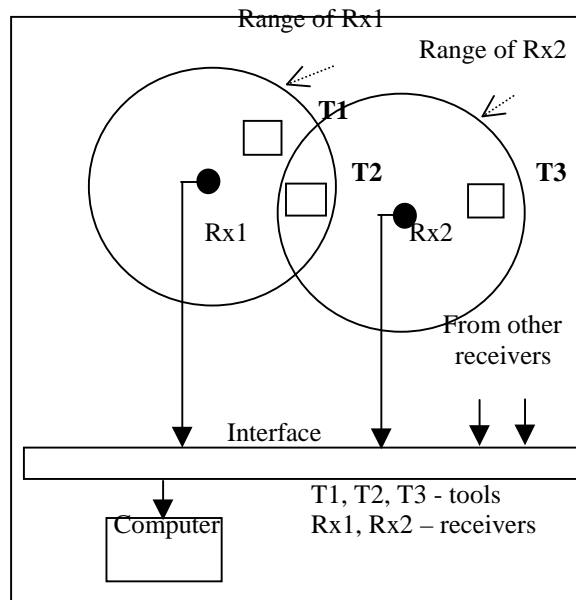 Range of Rx1
Range of Rx2
T1
T2
T3
Rx1
Rx2
From other
receivers
Interface
T1, T2, T3 - tools
Rx1, Rx2 – receivers
Computer